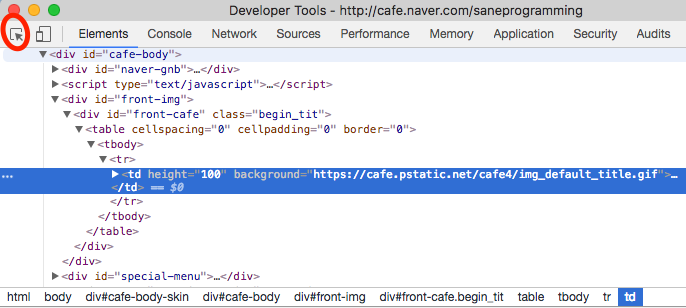 Developer Tools - http://cafe.naver.com/saneprogramming
Elements Network Sources Performance Memory Application Security Audits
▼<div id="cafe-body">
▶<div id="naver-gnb">…</div>
▶<script type="text/javascript">…</script>
▼<div id="front-img">
▼<div id="front-cafe" class="begin_tit">
▼<table cellspacing="0" cellpadding="0" border="0">
▼<tbody>
▼<tr>
… ▶<td height="100" background="https://cafe.pstatic.net/cafe4/img_default_title.gif">…
</td> == $0
</tr>
</tbody>
</table>
</div>
</div>
▶<div id="special-menu">…</div>
html body div#cafe-body-skin div#cafe-body div#front-img div#front-cafe.begin_tit table tbody tr td